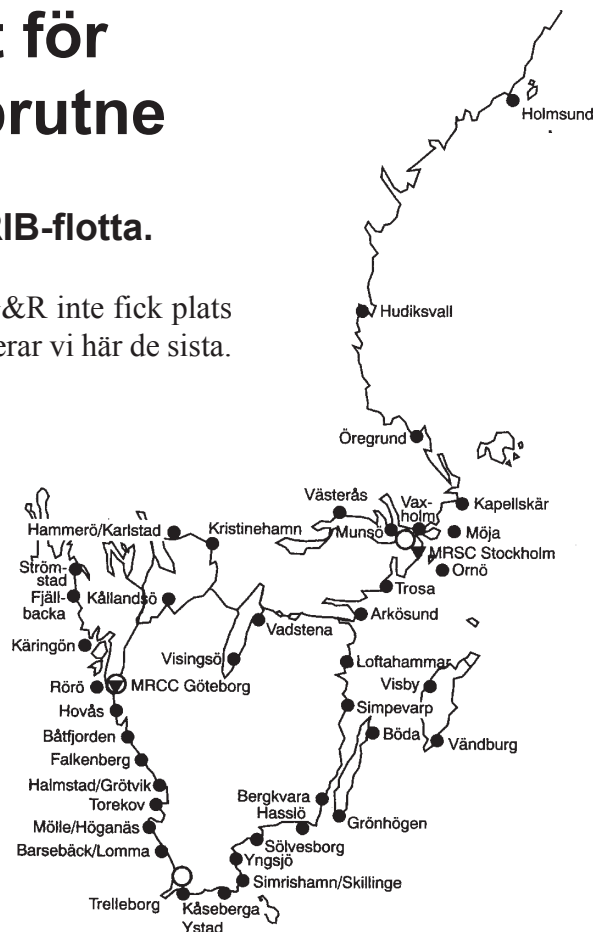 t för
rutne
RIB-flotta.
&R inte fick plats
erar vi här de sista.
Holmsund
Hudiksvall
Öregrund
Västerås
Vax-
holm
Kapellskär
Hammerö/Karlstad
Kristinehamn
Munsö
Möja
MRSC Stockholm
Ström-
stad
Ornö
Fjäll-
backa
Kållandsö
Trosa
Arkösund
Vadstena
Käringön
Visingsö
Loftahammar
Rörö
MRCC Göteborg
Visby
Hovås
Simpevarp
Båtfjorden
Böda
Vändburg
Falkenberg
Halmstad/Grötvik
Torekov
Bergkvara
Hasslö
Grönhögen
Mölle/Höganäs
Sölvesborg
Barsebäck/Lomma
Yngsjö
Simrishamn/Skillinge
Trelleborg
Kåseberga
Ystad